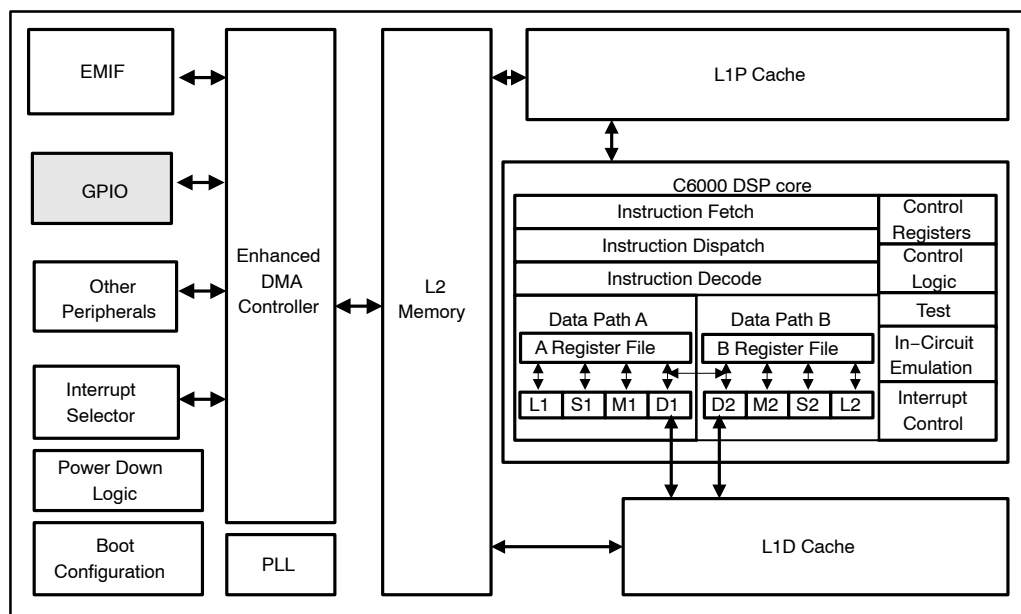 EMIF
GPIO
Other
Peripherals
Interrupt
Selector
Power Down
Logic
Boot
Configuration
Enhanced
DMA
Controller
PLL
L2
Memory
L1P Cache
C6000 DSP core
Instruction Fetch
Instruction Dispatch
Instruction Decode
Control
Registers
Control
Logic
Test
In−Circuit
Emulation
Interrupt
Control
Data Path A
A Register File
L1 S1 M1 D1
Data Path B
B Register File
D2 M2 S2 L2
L1D Cache